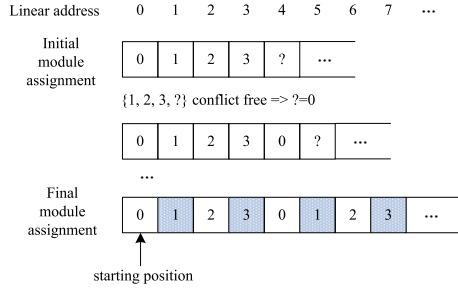 Linear address 0 1 2 3 4 5 6 7 ...
Initial
module
assignment
0 1 2 3 ? ...
{1, 2, 3, ?} conflict free => ?=0
0 1 2 3 0 ? ...
...
Final
module
assignment
0 1 2 3 0 1 2 3 ...
starting position